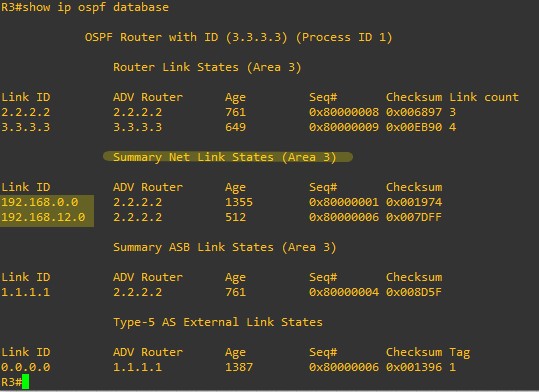 R3#show ip ospf database
OSPF Router with ID (3.3.3.3) (Process ID 1)
Router Link States (Area 3)
Link ID ADV Router Age Seq# Checksum Link count
2.2.2.2 2.2.2.2 761 0x80000008 0x006897 3
3.3.3.3 3.3.3.3 649 0x80000009 0x00EB90 4
Summary Net Link States (Area 3)
Link ID ADV Router Age Seq# Checksum
192.168.0.0 2.2.2.2 1355 0x80000001 0x001974
192.168.12.0 2.2.2.2 512 0x80000006 0x007DFF
Summary ASB Link States (Area 3)
Link ID ADV Router Age Seq# Checksum
1.1.1.1 2.2.2.2 761 0x80000004 0x008D5F
Type-5 AS External Link States
Link ID ADV Router Age Seq# Checksum Tag
0.0.0.0 1.1.1.1 1387 0x80000006 0x001396 1
R3#